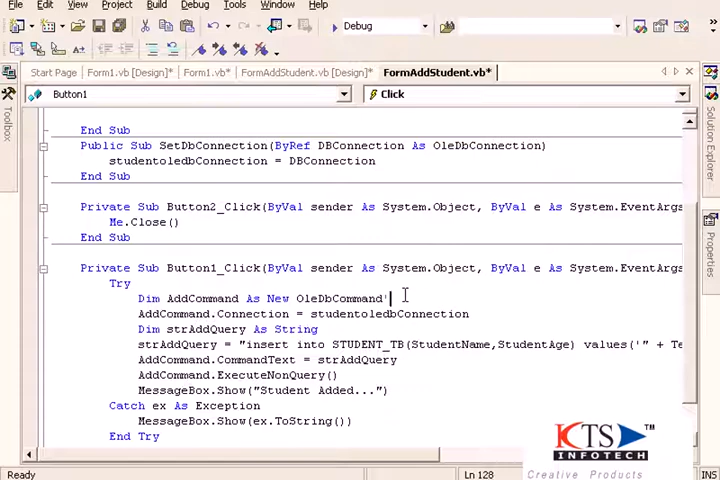 File Edit View Project Build Debug Tools Window Help
Debug
Start Page Form1.vb [Design]* Form1.vb* FormAddStudent.vb [Design]* FormAddStudent.vb*
Button1 Click
Toolbox
Solution Explorer
Properties
End Sub
Public Sub SetDbConnection(ByRef DBConnection As OleDbConnection)
studentoledbConnection = DBConnection
End Sub
Private Sub Button2_Click(ByVal sender As System.Object, ByVal e As System.EventArgs
Me.Close()
End Sub
Private Sub Button1_Click(ByVal sender As System.Object, ByVal e As System.EventArgs
Try
Dim AddCommand As New OleDbCommand'
AddCommand.Connection = studentoledbConnection
Dim strAddQuery As String
strAddQuery = "insert into STUDENT_TB(StudentName,StudentAge) values('" + Te
AddCommand.CommandText = strAddQuery
AddCommand.ExecuteNonQuery()
MessageBox.Show("Student Added...")
Catch ex As Exception
MessageBox.Show(ex.ToString())
End Try
KTS TM
INFOTECH
Creative Products
Ready Ln 128 INS